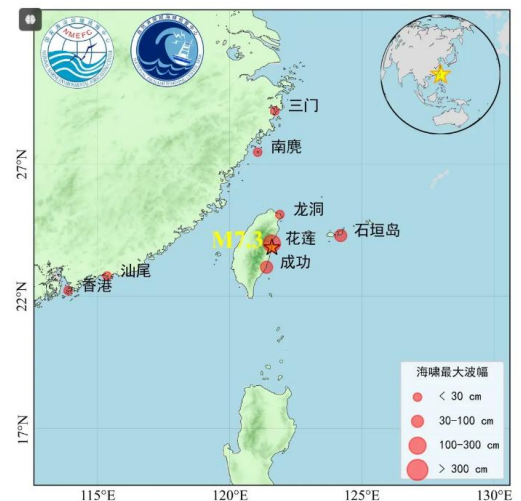 NMEFC
三门
27°N
南麂
龙洞
M7.3
花莲
石垣岛
成功
汕尾
香港
22°N
海啸最大波幅
< 30 cm
30-100 cm
100-300 cm
> 300 cm
17°N
115°E
120°E
125°E
130°E